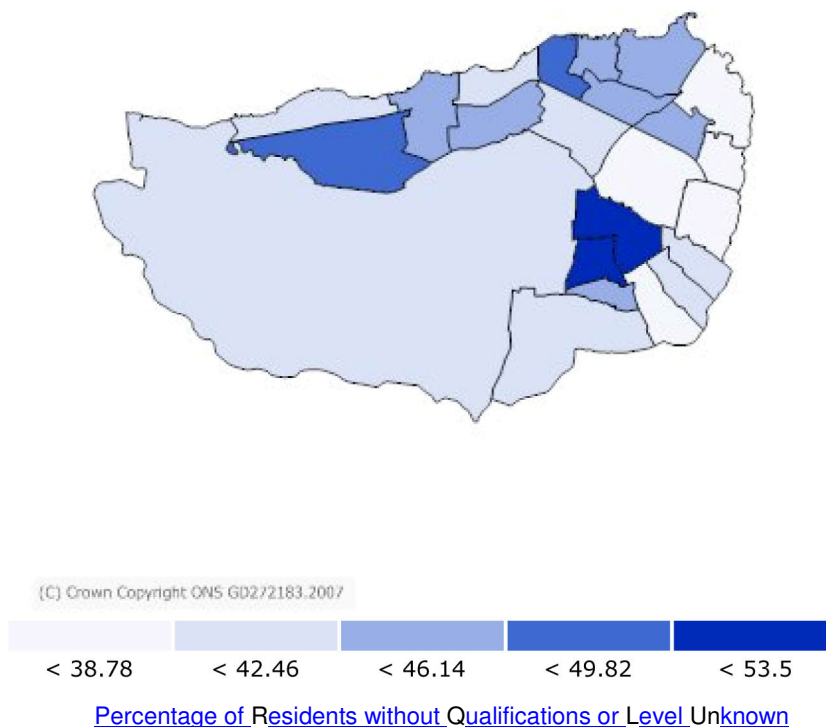 (C) Crown Copyright ONS GD272183.2007
< 38.78 < 42.46 < 46.14 < 49.82 < 53.5
Percentage of Residents without Qualifications or Level Unknown